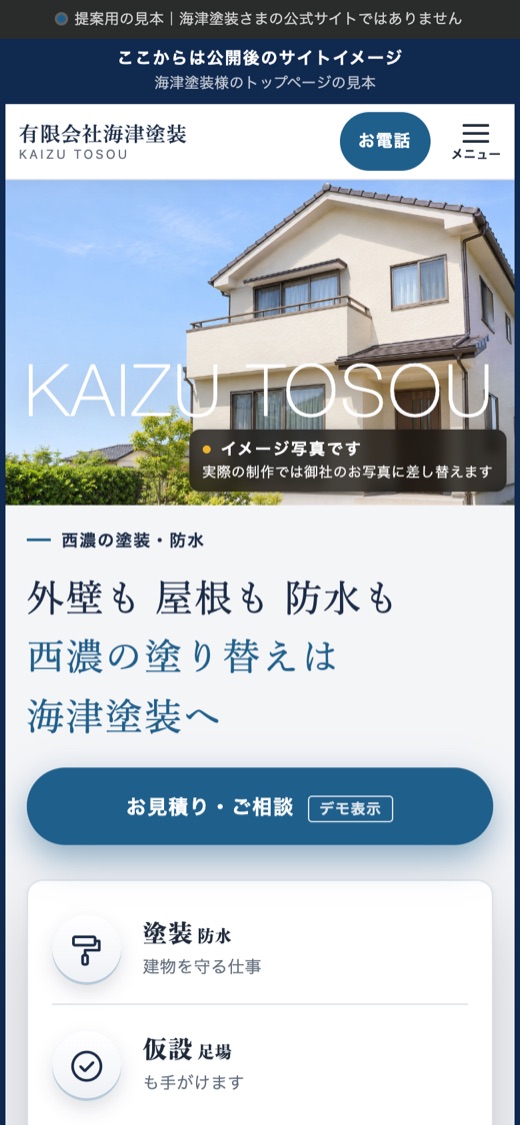 提案用の見本｜海津塗装さまの公式サイトではありません
ここからは公開後のサイトイメージ
海津塗装様のトップページの見本
有限会社海津塗装
KAIZU TOSOU
お電話
メニュー
KAIZU TOSOU
イメージ写真です
実際の制作では御社のお写真に差し替えます
西濃の塗装・防水
外壁も 屋根も 防水も
西濃の塗り替えは
海津塗装へ
お見積り・ご相談 デモ表示
塗装 防水
建物を守る仕事
仮設 足場
も手がけます